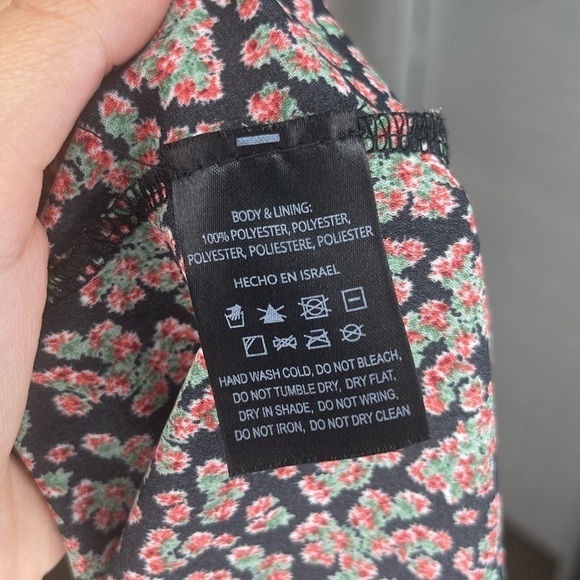 BODY & LINING:
100% POLYESTER, POLYESTER,
POLYESTER, POLIESTERE, POLIESTER
HECHO EN ISRAEL
HAND WASH COLD, DO NOT BLEACH,
DO NOT TUMBLE DRY, DRY FLAT,
DRY IN SHADE, DO NOT WRING,
DO NOT IRON, DO NOT DRY CLEAN